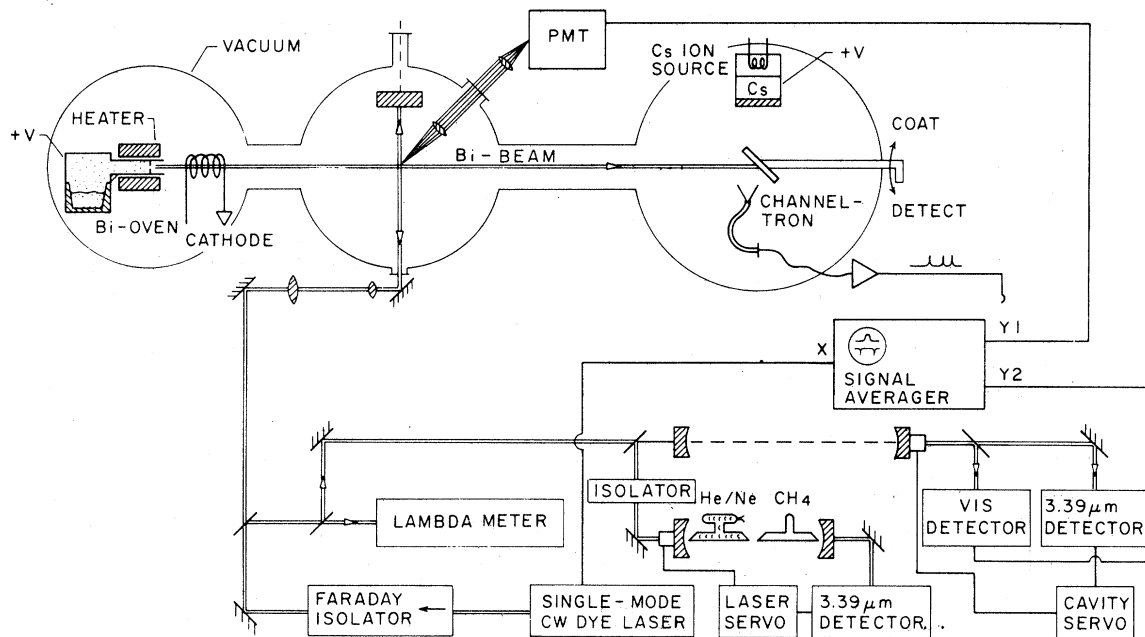 PMT
VACUUM
Cs ION
SOURCE
+V
Cs
HEATER
+V
COAT
Bi-BEAM
CHANNEL-
TRON
DETECT
Bi-OVEN
CATHODE
Y1
X
Y2
SIGNAL
AVERAGER
ISOLATOR
He/Ne
CH4
LAMBDA METER
VIS
DETECTOR
3.39μm
DETECTOR
FARADAY
ISOLATOR
SINGLE-MODE
CW DYE LASER
LASER
SERVO
3.39μm
DETECTOR
CAVITY
SERVO